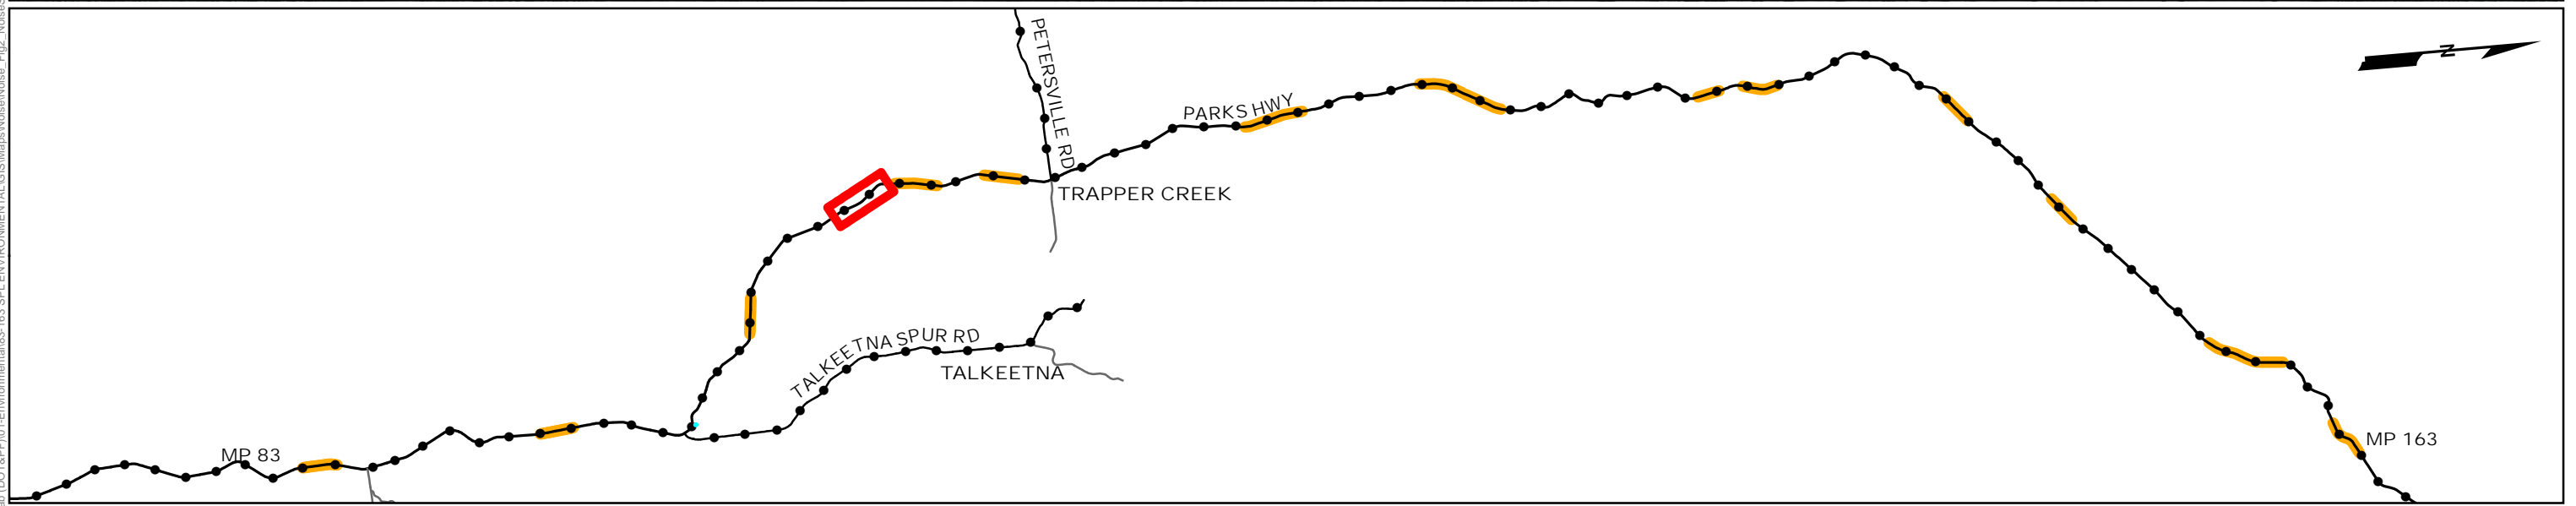 PETERSVILLE RD
N
PARKS HWY
TRAPPER CREEK
TALKEETNA SPUR RD
TALKEETNA
MP 83
MP 163